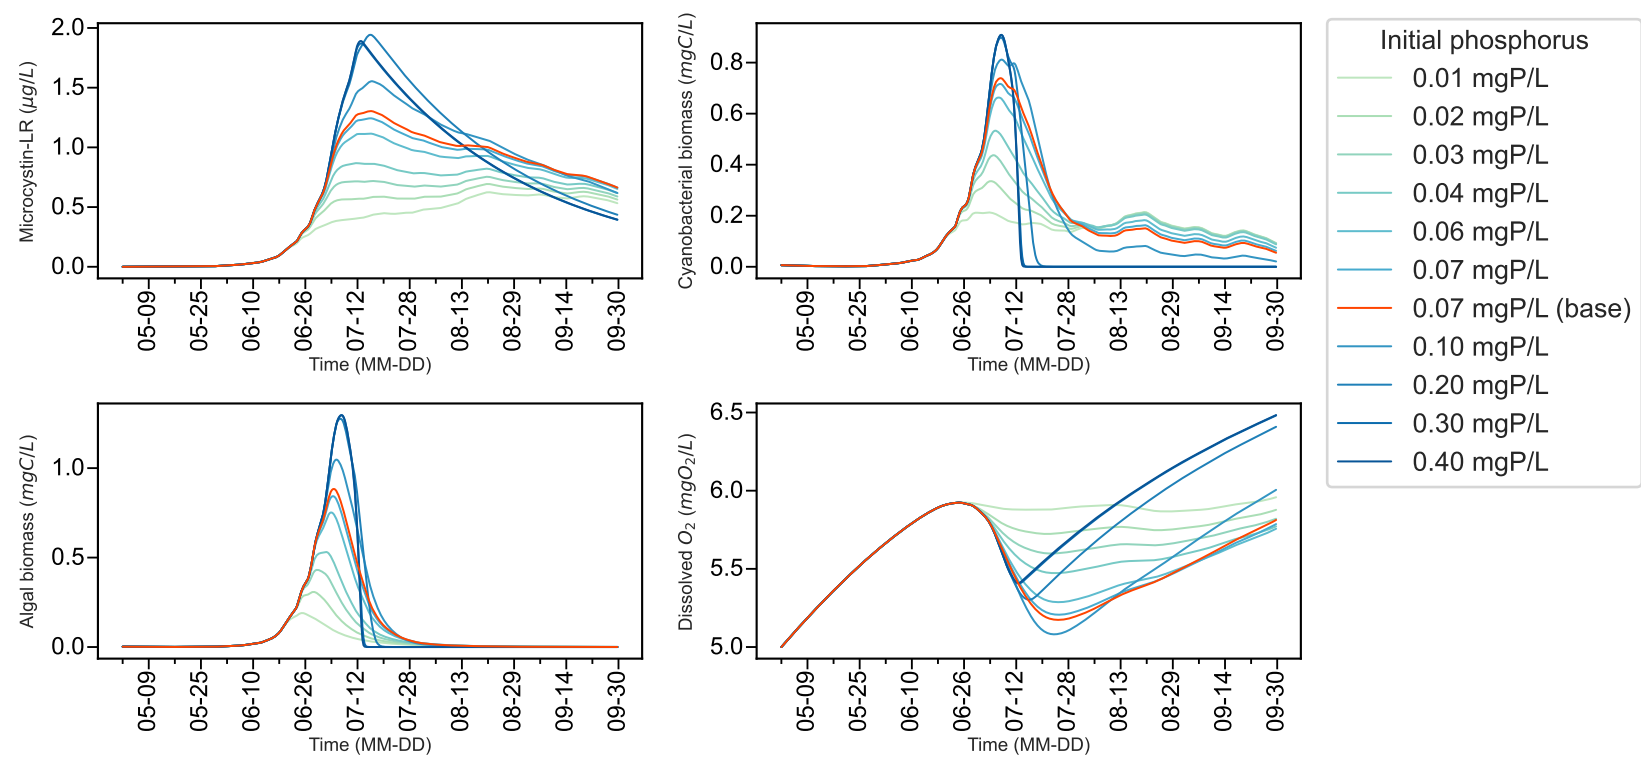 Microcystin-LR (μg/L)
2.0
1.5
1.0
0.5
0.0
05-09
05-25
06-10
06-26
07-12
07-28
08-13
08-29
09-14
09-30
Time (MM-DD)
Cyanobacterial biomass (mgC/L)
0.8
0.6
0.4
0.2
0.0
05-09
05-25
06-10
06-26
07-12
07-28
08-13
08-29
09-14
09-30
Time (MM-DD)
Initial phosphorus
0.01 mgP/L
0.02 mgP/L
0.03 mgP/L
0.04 mgP/L
0.06 mgP/L
0.07 mgP/L
0.07 mgP/L (base)
0.10 mgP/L
0.20 mgP/L
0.30 mgP/L
0.40 mgP/L
Algal biomass (mgC/L)
1.0
0.5
0.0
05-09
05-25
06-10
06-26
07-12
07-28
08-13
08-29
09-14
09-30
Time (MM-DD)
Dissolved O₂ (mgO₂/L)
6.5
6.0
5.5
5.0
05-09
05-25
06-10
06-26
07-12
07-28
08-13
08-29
09-14
09-30
Time (MM-DD)